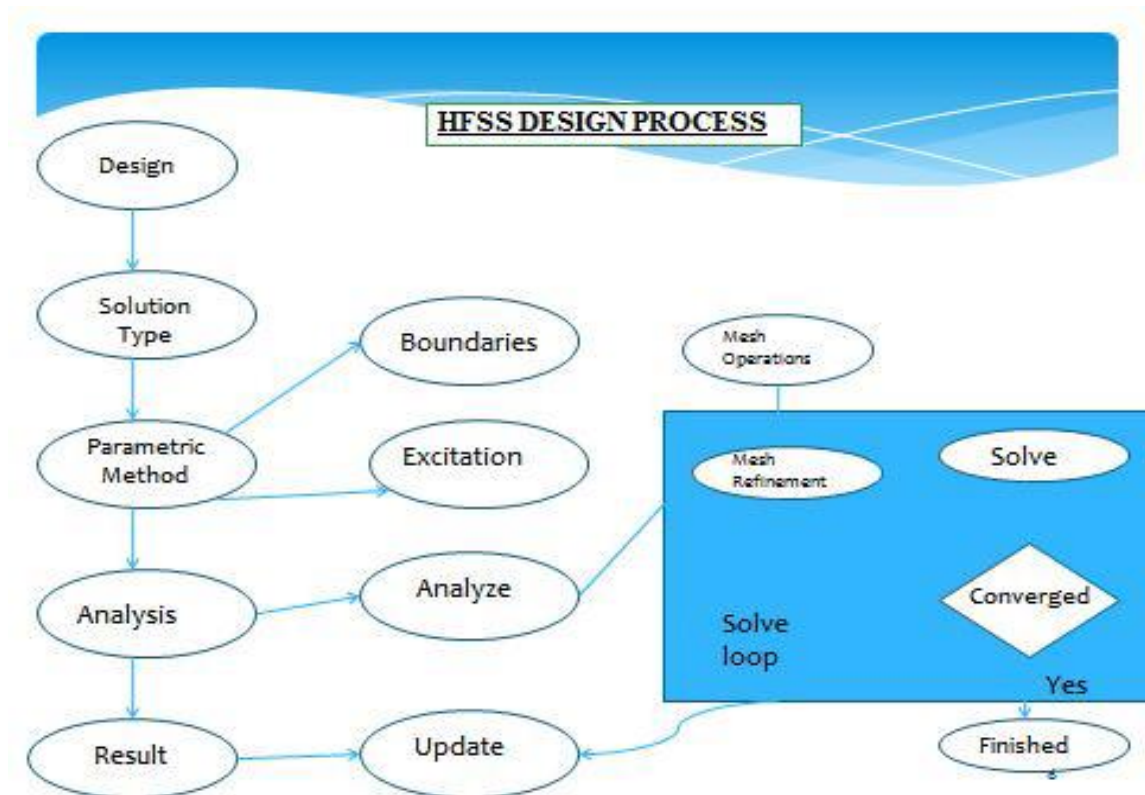 HFSS DESIGN PROCESS
Design
Solution
Type
Boundaries
Mesh
Operations
Parametric
Method
Excitation
Mesh
Refinement
Solve
Analysis
Analyze
Converged
Solve
loop
Yes
Result
Update
Finished